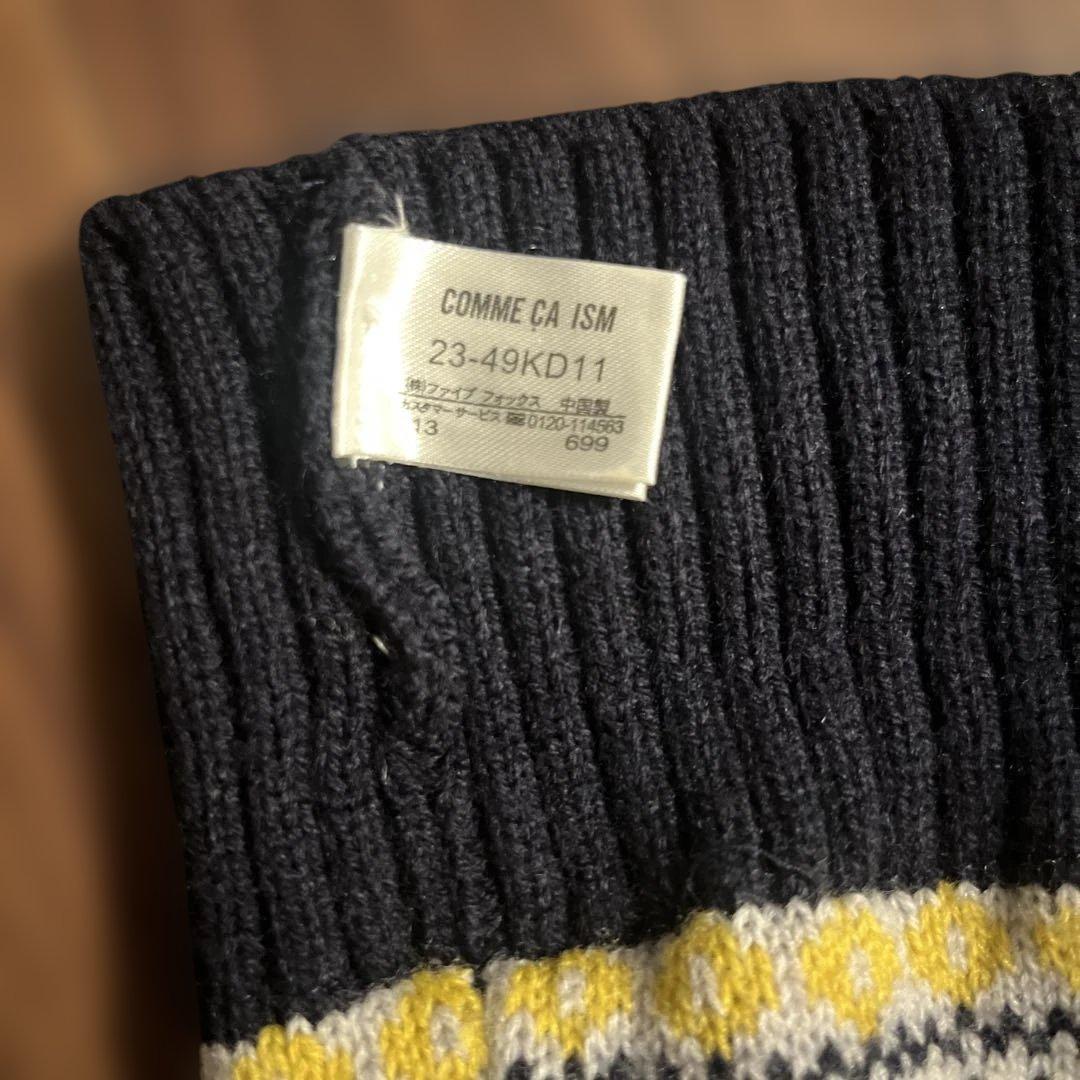 COMME ÇA ISM
23-49KD11
(株)ファイブ フォックス 中国製
カスタマーサービス ☎0120-114563
13
699